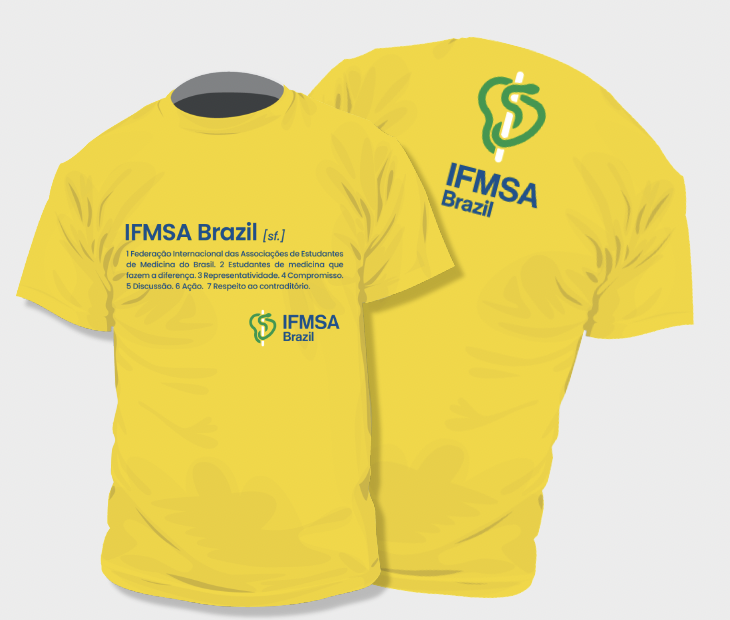 IFMSA Brazil [sf.]
1 Federação Internacional das Associações de Estudantes
de Medicina do Brasil. 2 Estudantes de medicina que
fazem a diferença. 3 Representatividade. 4 Compromisso.
5 Discussão. 6 Ação. 7 Respeito ao contraditório.
IFMSA
Brazil
IFMSA
Brazil